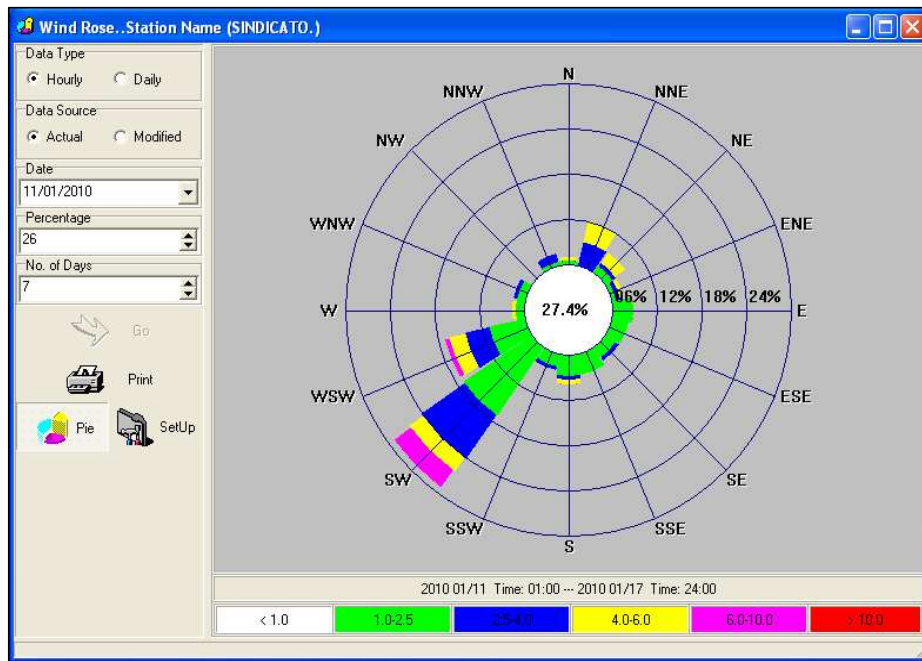 Wind Rose..Station Name (SINDICATO.)
Data Type
Hourly Daily
Data Source
Actual Modified
Date
11/01/2010
Percentage
26
No. of Days
7
Go
Print
Pie SetUp
N
NNE
NE
ENE
E
ESE
SE
SSE
S
SSW
SW
WSW
W
WNW
NW
NNW
27.4%
06% 12% 18% 24%
2010 01/11 Time: 01:00 --- 2010 01/17 Time: 24:00
< 1.0 1.0-2.5 2.5-4.0 4.0-6.0 6.0-10.0 > 10.0